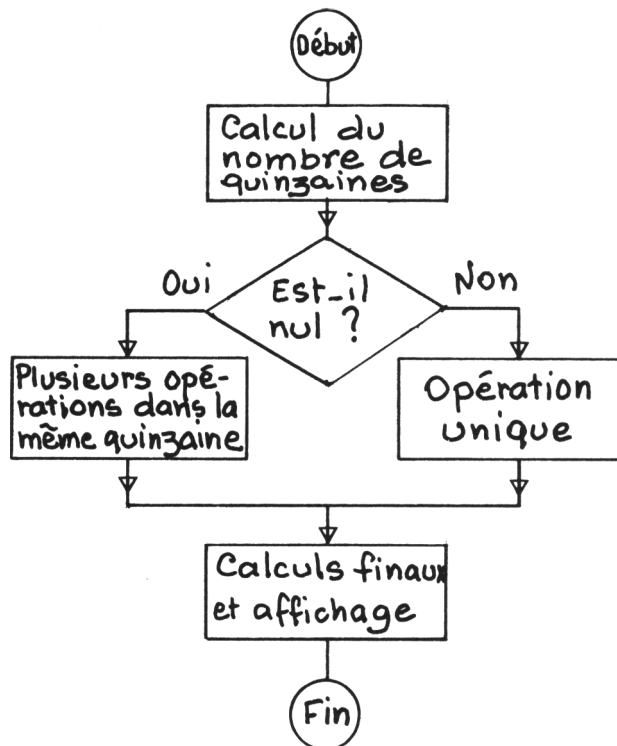 Début
Calcul du
nombre de
quinzaines
Oui
Est-il
nul ?
Non
Plusieurs opé-
rations dans la
même quinzaine
Opération
unique
Calculs finaux
et affichage
Fin